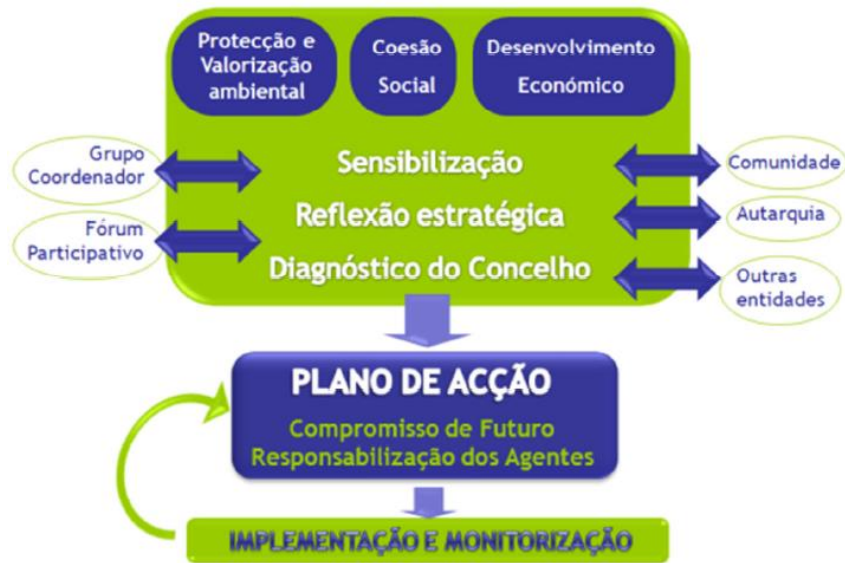 Protecção e
Valorização
ambiental
Coesão
Social
Desenvolvimento
Económico
Grupo
Coordenador
Fórum
Participativo
Sensibilização
Reflexão estratégica
Diagnóstico do Concelho
Comunidade
Autarquia
Outras
entidades
PLANO DE ACÇÃO
Compromisso de Futuro
Responsabilização dos Agentes
IMPLEMENTAÇÃO E MONITORIZAÇÃO